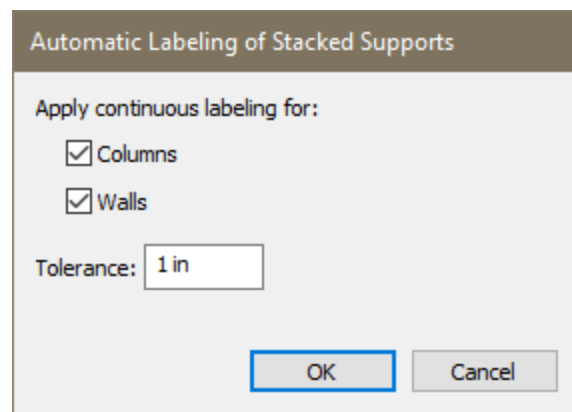 Automatic Labeling of Stacked Supports
Apply continuous labeling for:
Columns
Walls
Tolerance: 1 in
OK Cancel